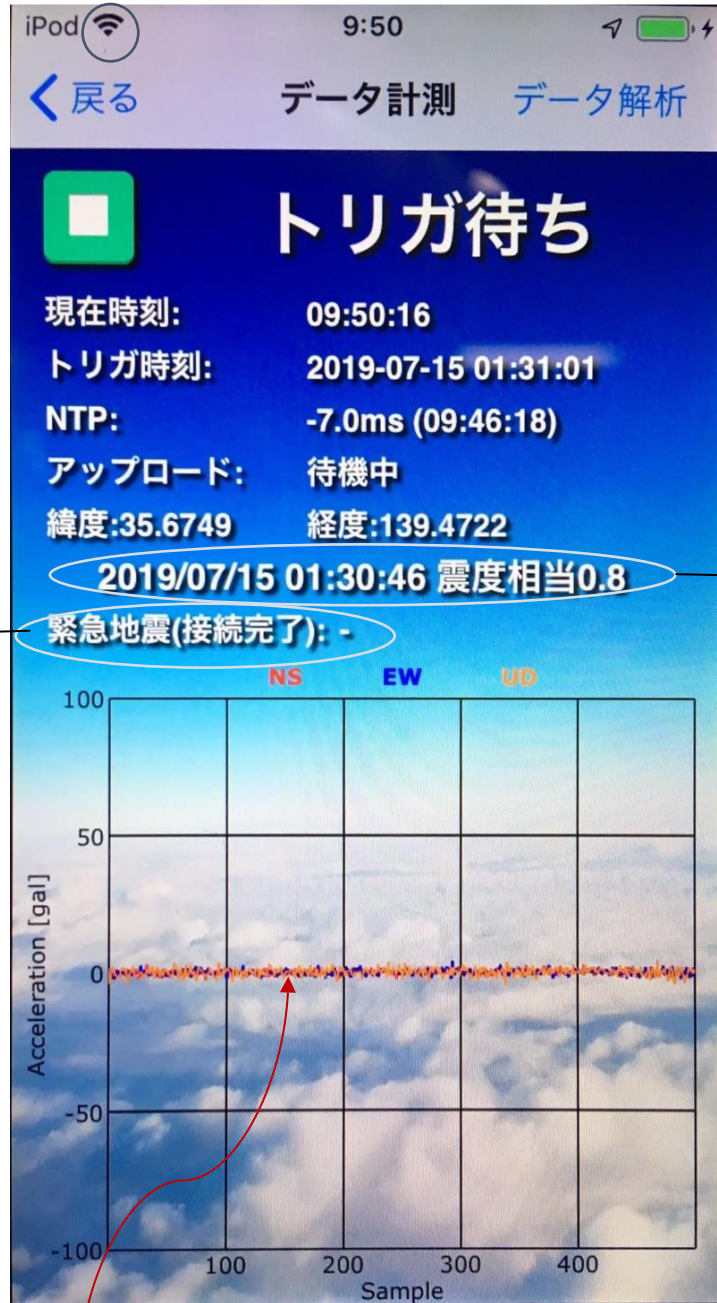 iPod 9:50
戻る データ計測 データ解析
トリガ待ち
現在時刻: 09:50:16
トリガ時刻: 2019-07-15 01:31:01
NTP: -7.0ms (09:46:18)
アップロード: 待機中
緯度:35.6749 経度:139.4722
2019/07/15 01:30:46 震度相当0.8
緊急地震(接続完了): -
NS EW UD
100
50
0
-50
-100
Acceleration [gal]
100 200 300 400
Sample